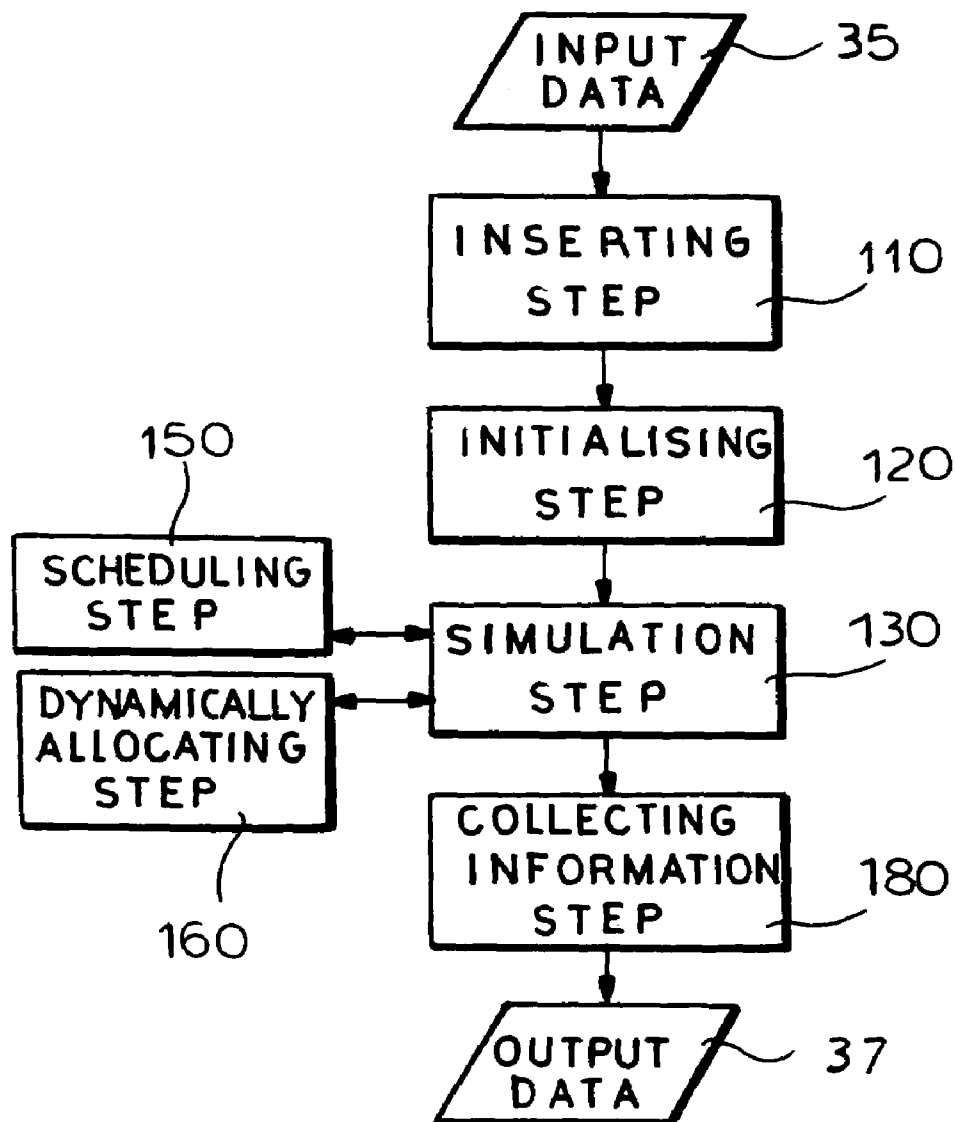 INPUT
DATA
35
INSERTING
STEP
110
INITIALISING
STEP
120
150
SCHEDULING
STEP
SIMULATION
STEP
130
DYNAMICALLY
ALLOCATING
STEP
160
COLLECTING
INFORMATION
STEP
180
OUTPUT
DATA
37